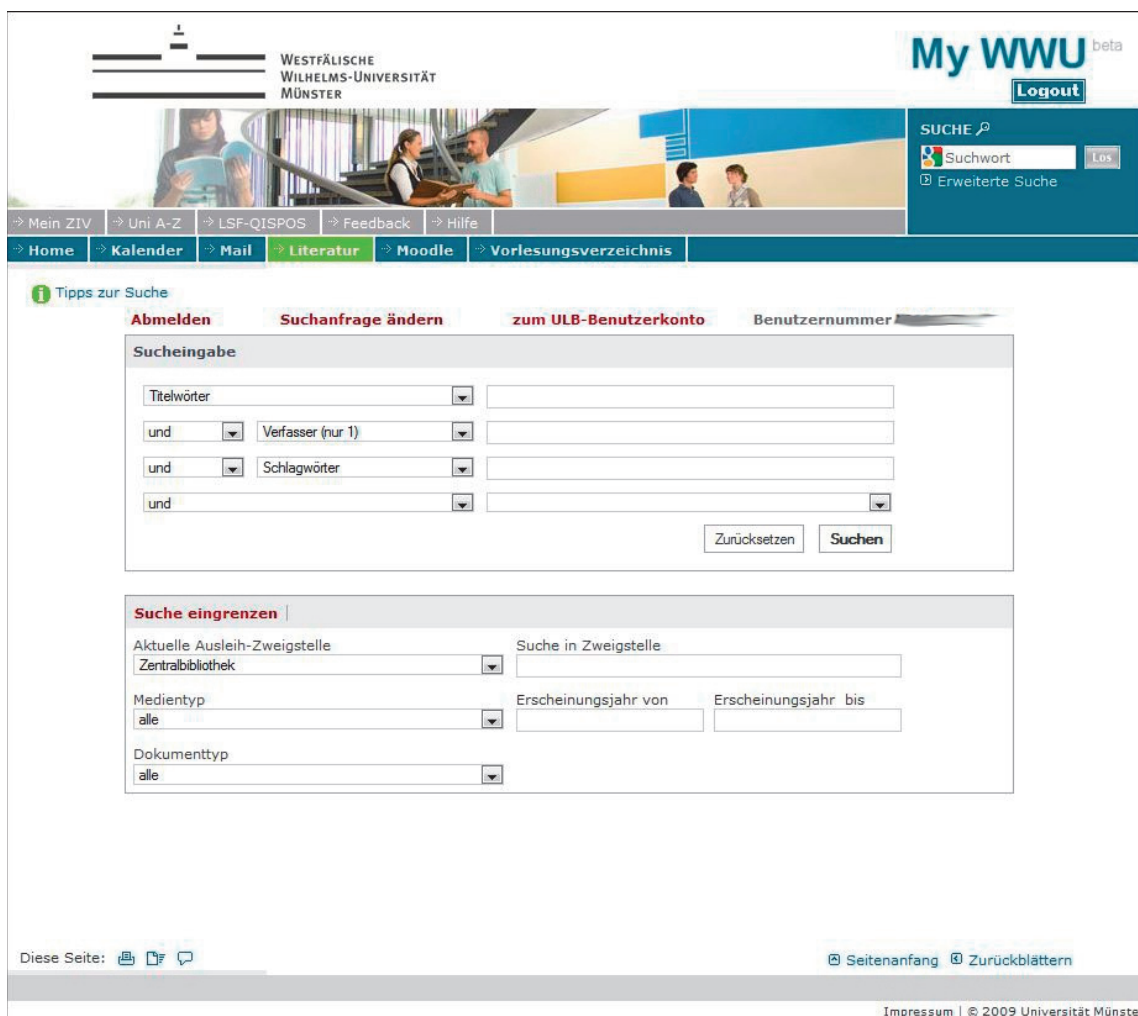 WESTFÄLISCHE
WILHELMS-UNIVERSITÄT
MÜNSTER
My WWU beta
Logout
SUCHE
Suchwort Los
Erweiterte Suche
Mein ZIV Uni A-Z LSF-QISPOS Feedback Hilfe
Home Kalender Mail Literatur Moodle Vorlesungsverzeichnis
Tipps zur Suche
Abmelden Suchanfrage ändern zum ULB-Benutzerkonto Benutzernummer
Sucheingabe
Titelwörter
und Verfasser (nur 1)
und Schlagwörter
und
Zurücksetzen Suchen
Suche eingrenzen |
Aktuelle Ausleih-Zweigstelle Suche in Zweigstelle
Zentralbibliothek
Medientyp Erscheinungsjahr von Erscheinungsjahr bis
alle
Dokumenttyp
alle
Diese Seite: Seitenanfang Zurückblättern
Impressum | © 2009 Universität Münste